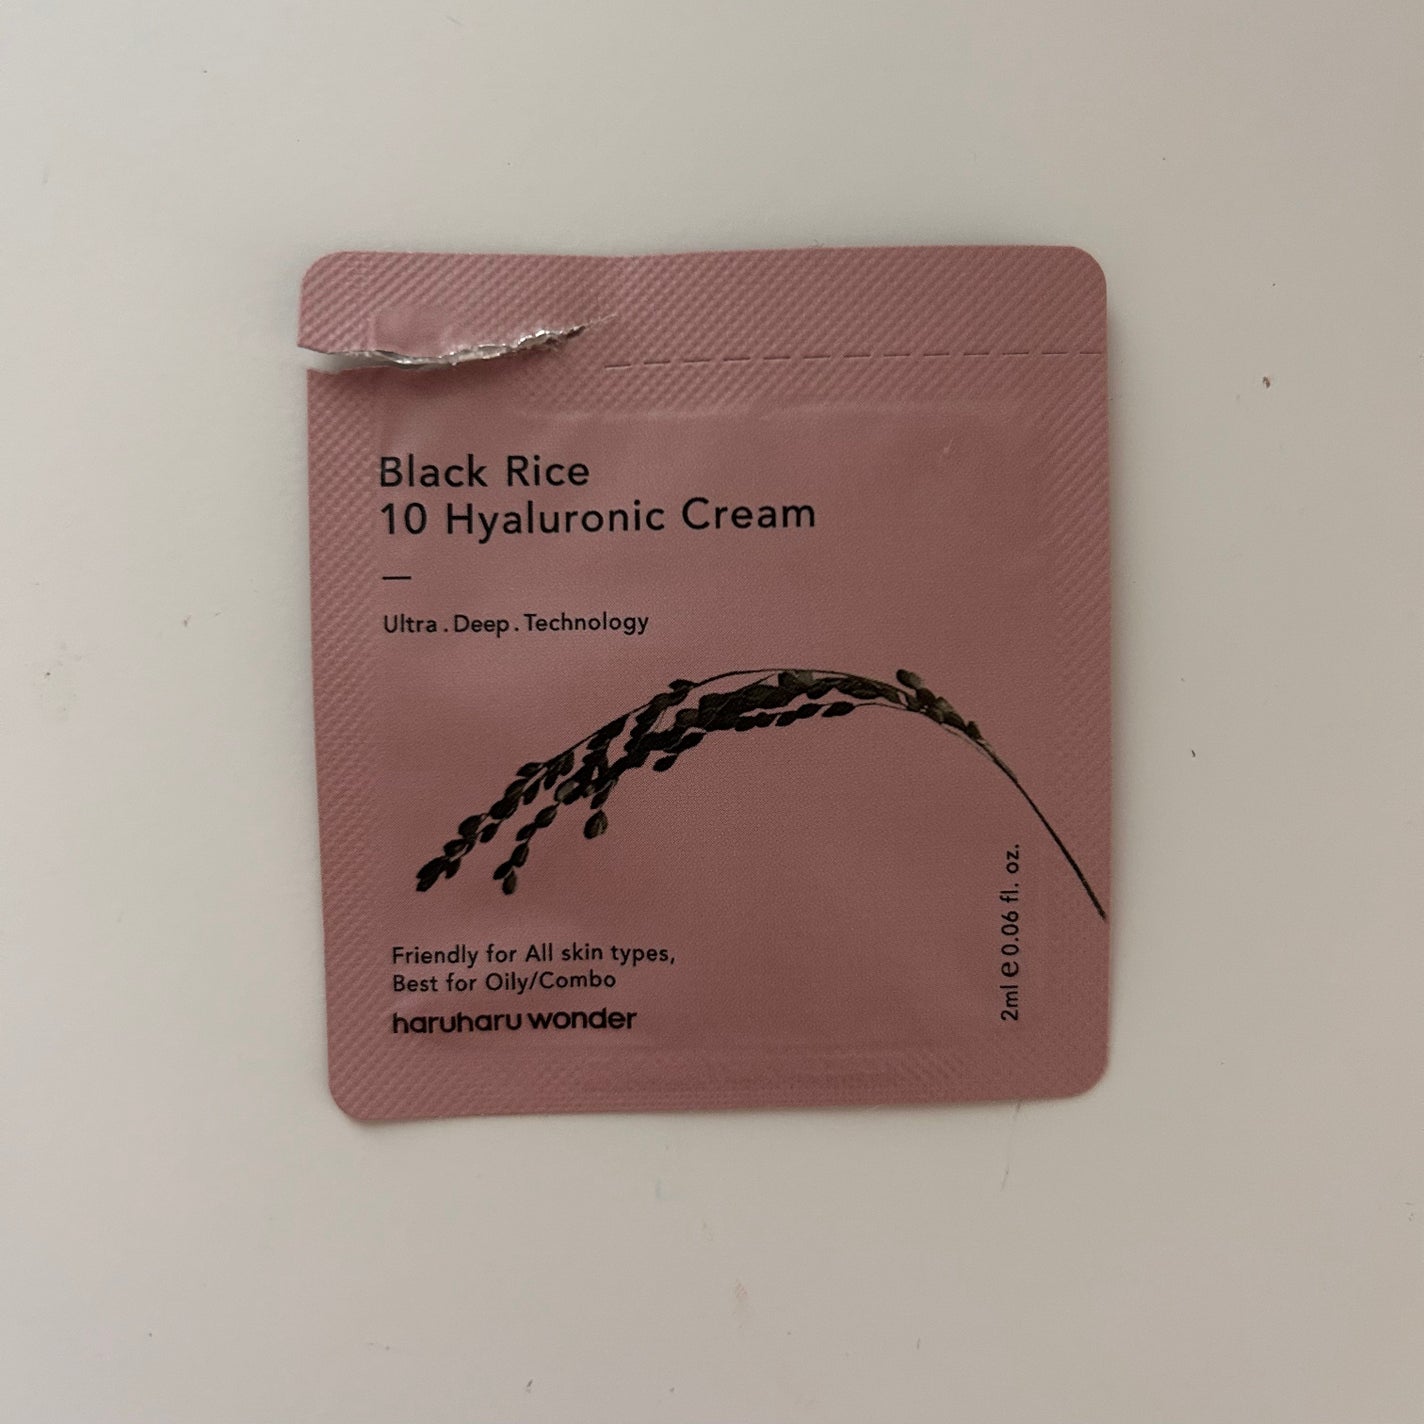 Black Rice
10 Hyaluronic Cream
Ultra.Deep.Technology
Friendly for All skin types,
Best for Oily/Combo
haruharu wonder
2ml ℮ 0.06 fl. oz.